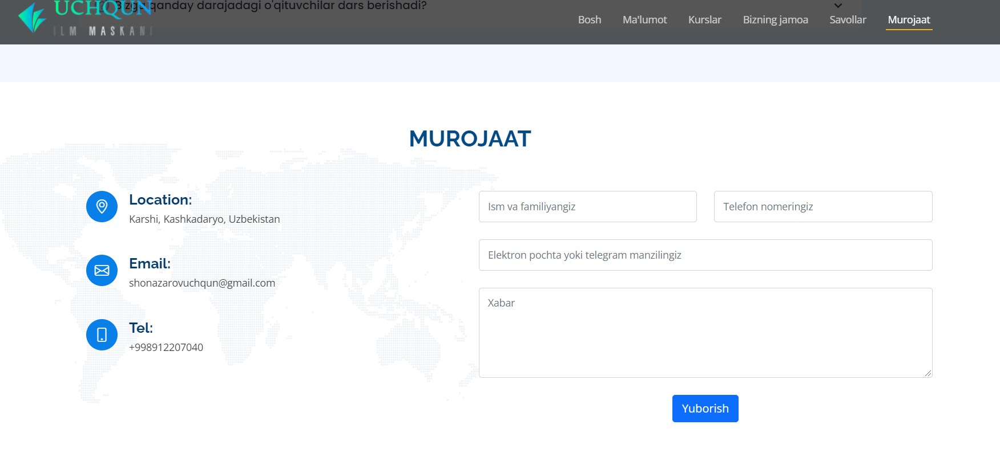 Bizga qanday darajadagi o'qituvchilar dars berishadi?
UCHQUN
ILM MASKANI
Bosh Ma'lumot Kurslar Bizning jamoa Savollar Murojaat
MUROJAAT
Location:
Karshi, Kashkadaryo, Uzbekistan
Email:
shonazarovuchqun@gmail.com
Tel:
+998912207040
Ism va familiyangiz Telefon nomeringiz
Elektron pochta yoki telegram manzilingiz
Xabar
Yuborish